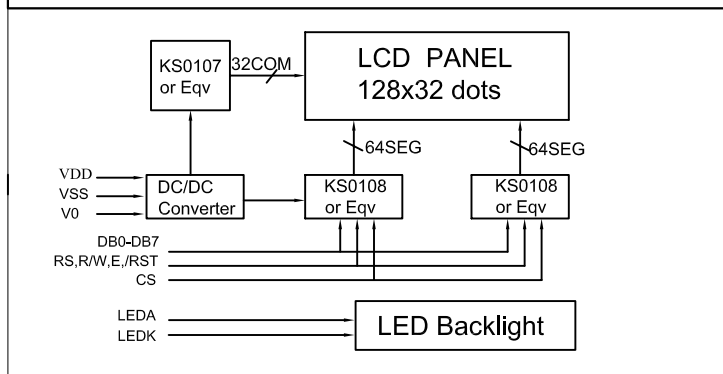 KS0107
or Eqv
32COM
LCD PANEL
128x32 dots
64SEG
64SEG
VDD
VSS
V0
DC/DC
Converter
KS0108
or Eqv
KS0108
or Eqv
DB0-DB7
RS,R/W,E,/RST
CS
LEDA
LEDK
LED Backlight